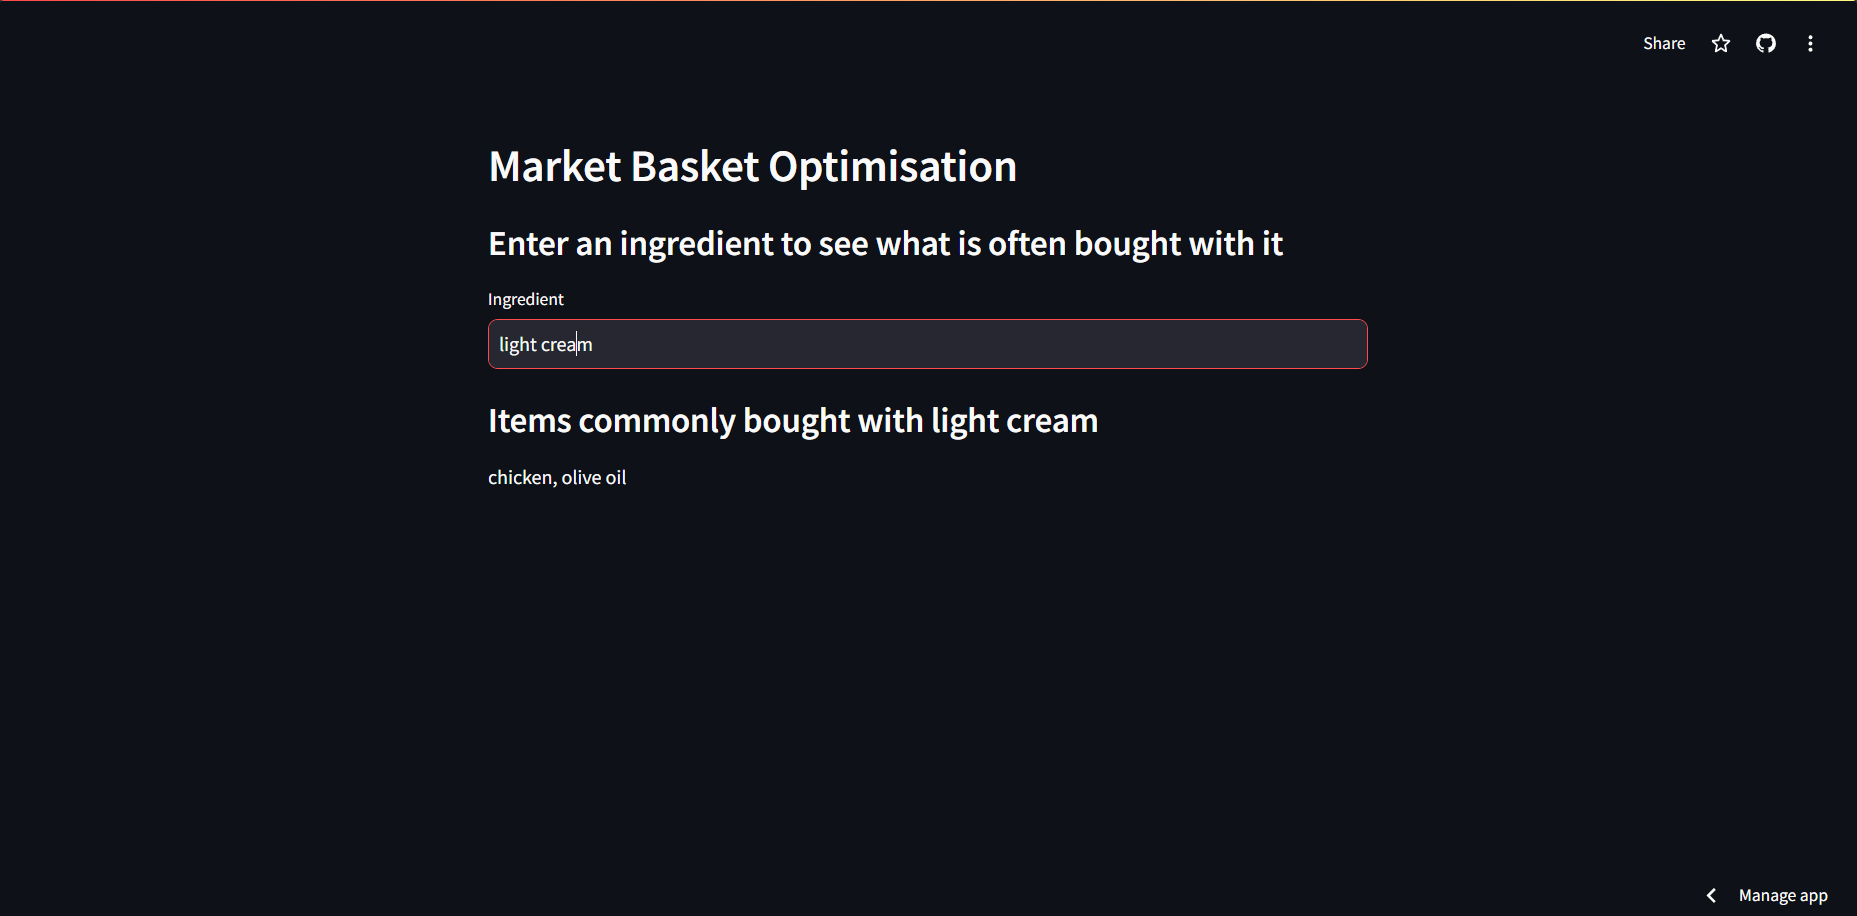 Share
Market Basket Optimisation
Enter an ingredient to see what is often bought with it
Ingredient
light cream
Items commonly bought with light cream
chicken, olive oil
Manage app